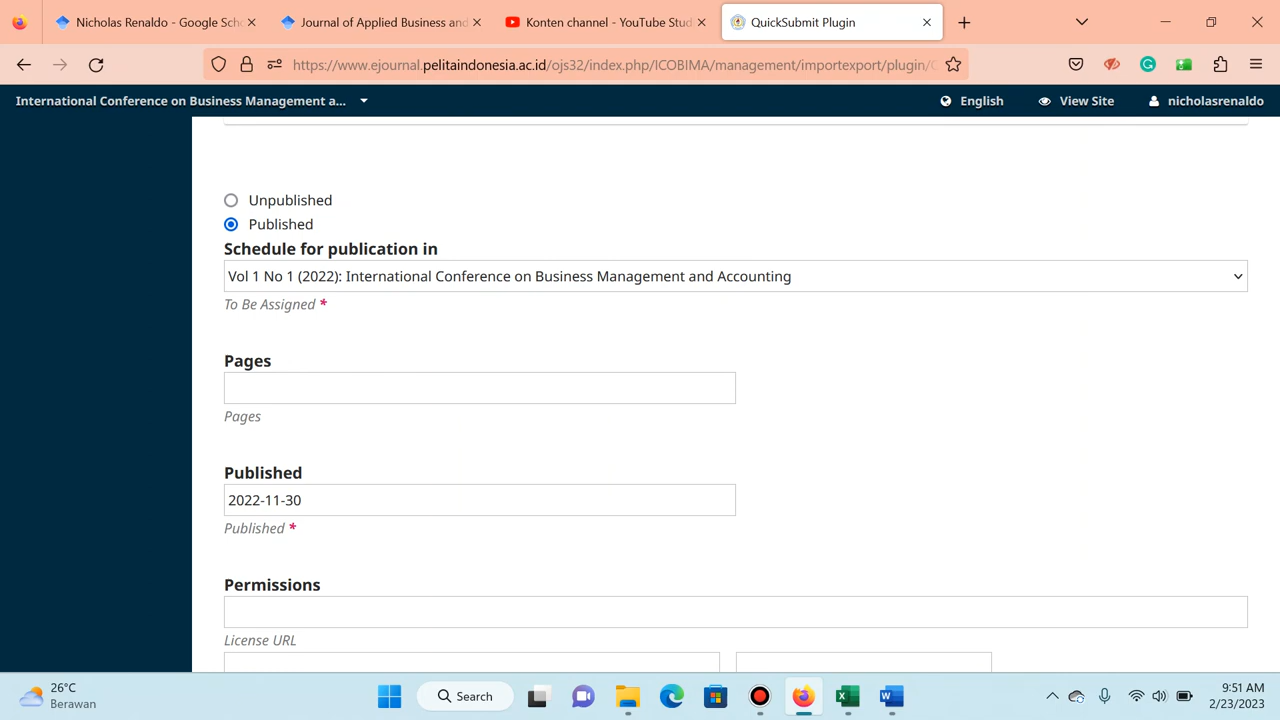 Nicholas Renaldo - Google Scho
Journal of Applied Business and
Konten channel - YouTube Stud
QuickSubmit Plugin
https://www.ejournal.pelitaindonesia.ac.id/ojs32/index.php/ICOBIMA/management/importexport/plugin/
International Conference on Business Management a...
English
View Site
nicholasrenaldo
Unpublished
Published
Schedule for publication in
Vol 1 No 1 (2022): International Conference on Business Management and Accounting
To Be Assigned *
Pages
Pages
Published
2022-11-30
Published *
Permissions
License URL
26°C
Berawan
Search
9:51 AM
2/23/2023